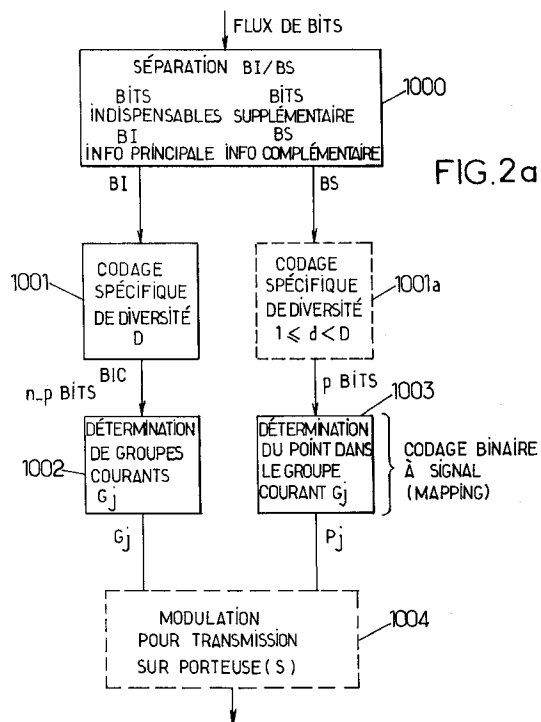 FLUX DE BITS
SÉPARATION BI/BS
BITS BITS
INDISPENSABLES SUPPLÉMENTAIRE
BI BS
INFO PRINCIPALE INFO COMPLÉMENTAIRE
1000
FIG.2a
BI
BS
1001
CODAGE
SPÉCIFIQUE
DE DIVERSITÉ
D
CODAGE
SPÉCIFIQUE
DE DIVERSITÉ
1 ⩽ d < D
1001a
BIC
n_p BITS
p BITS
1003
1002
DÉTERMINATION
DE GROUPES
COURANTS
Gj
DÉTERMINATION
DU POINT DANS
LE GROUPE
COURANT Gj
CODAGE BINAIRE
À SIGNAL
(MAPPING)
Gj
Pj
MODULATION
POUR TRANSMISSION
SUR PORTEUSE(S)
1004